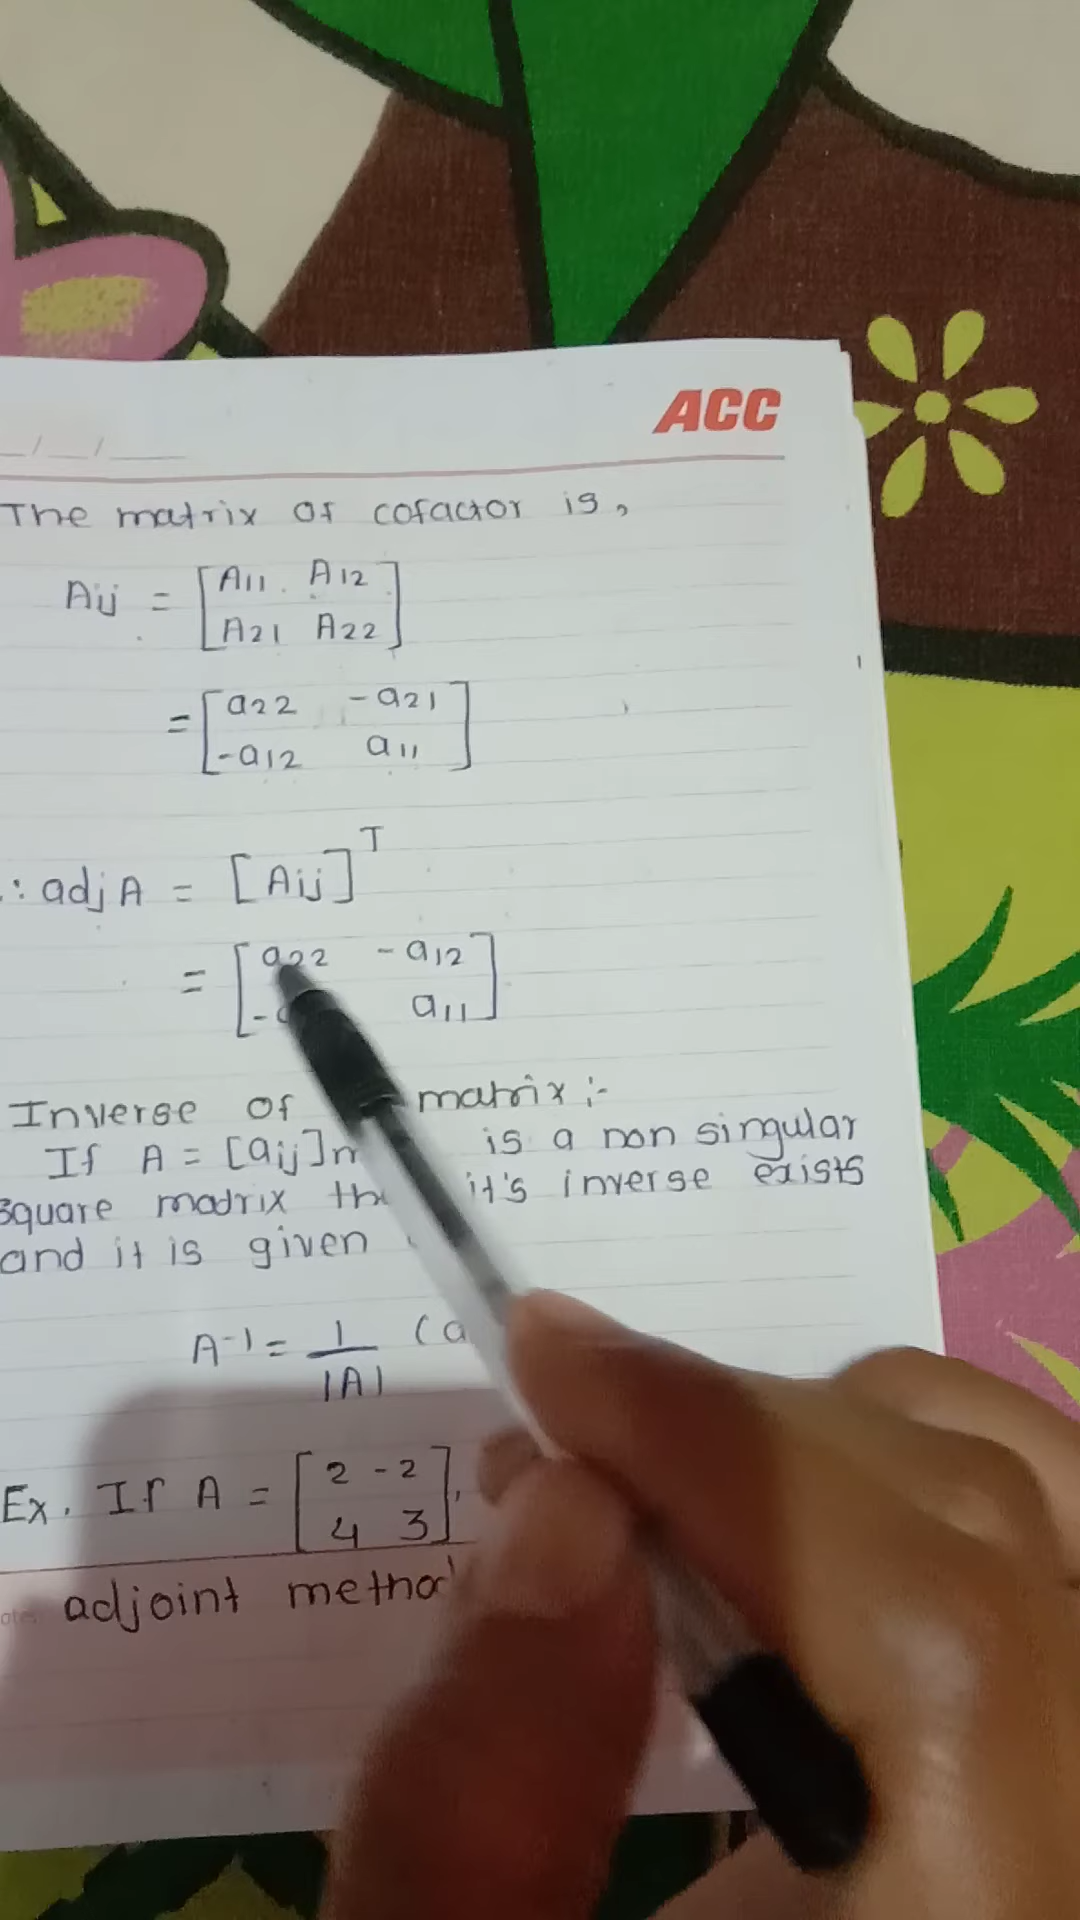 ACC
The matrix of cofactor is,
Aij = [A11 A12
A21 A22]
= [a22 -a21
-a12 a11]
∴ adj A = [Aij]^T
= [a22 -a12
- a11]
Inverse of matrix :-
If A = [aij] is a non singular
square matrix it's inverse exists
and it is given
A^-1 = 1/|A| (a
Ex. If A = [2 -2
4 3],
adjoint method